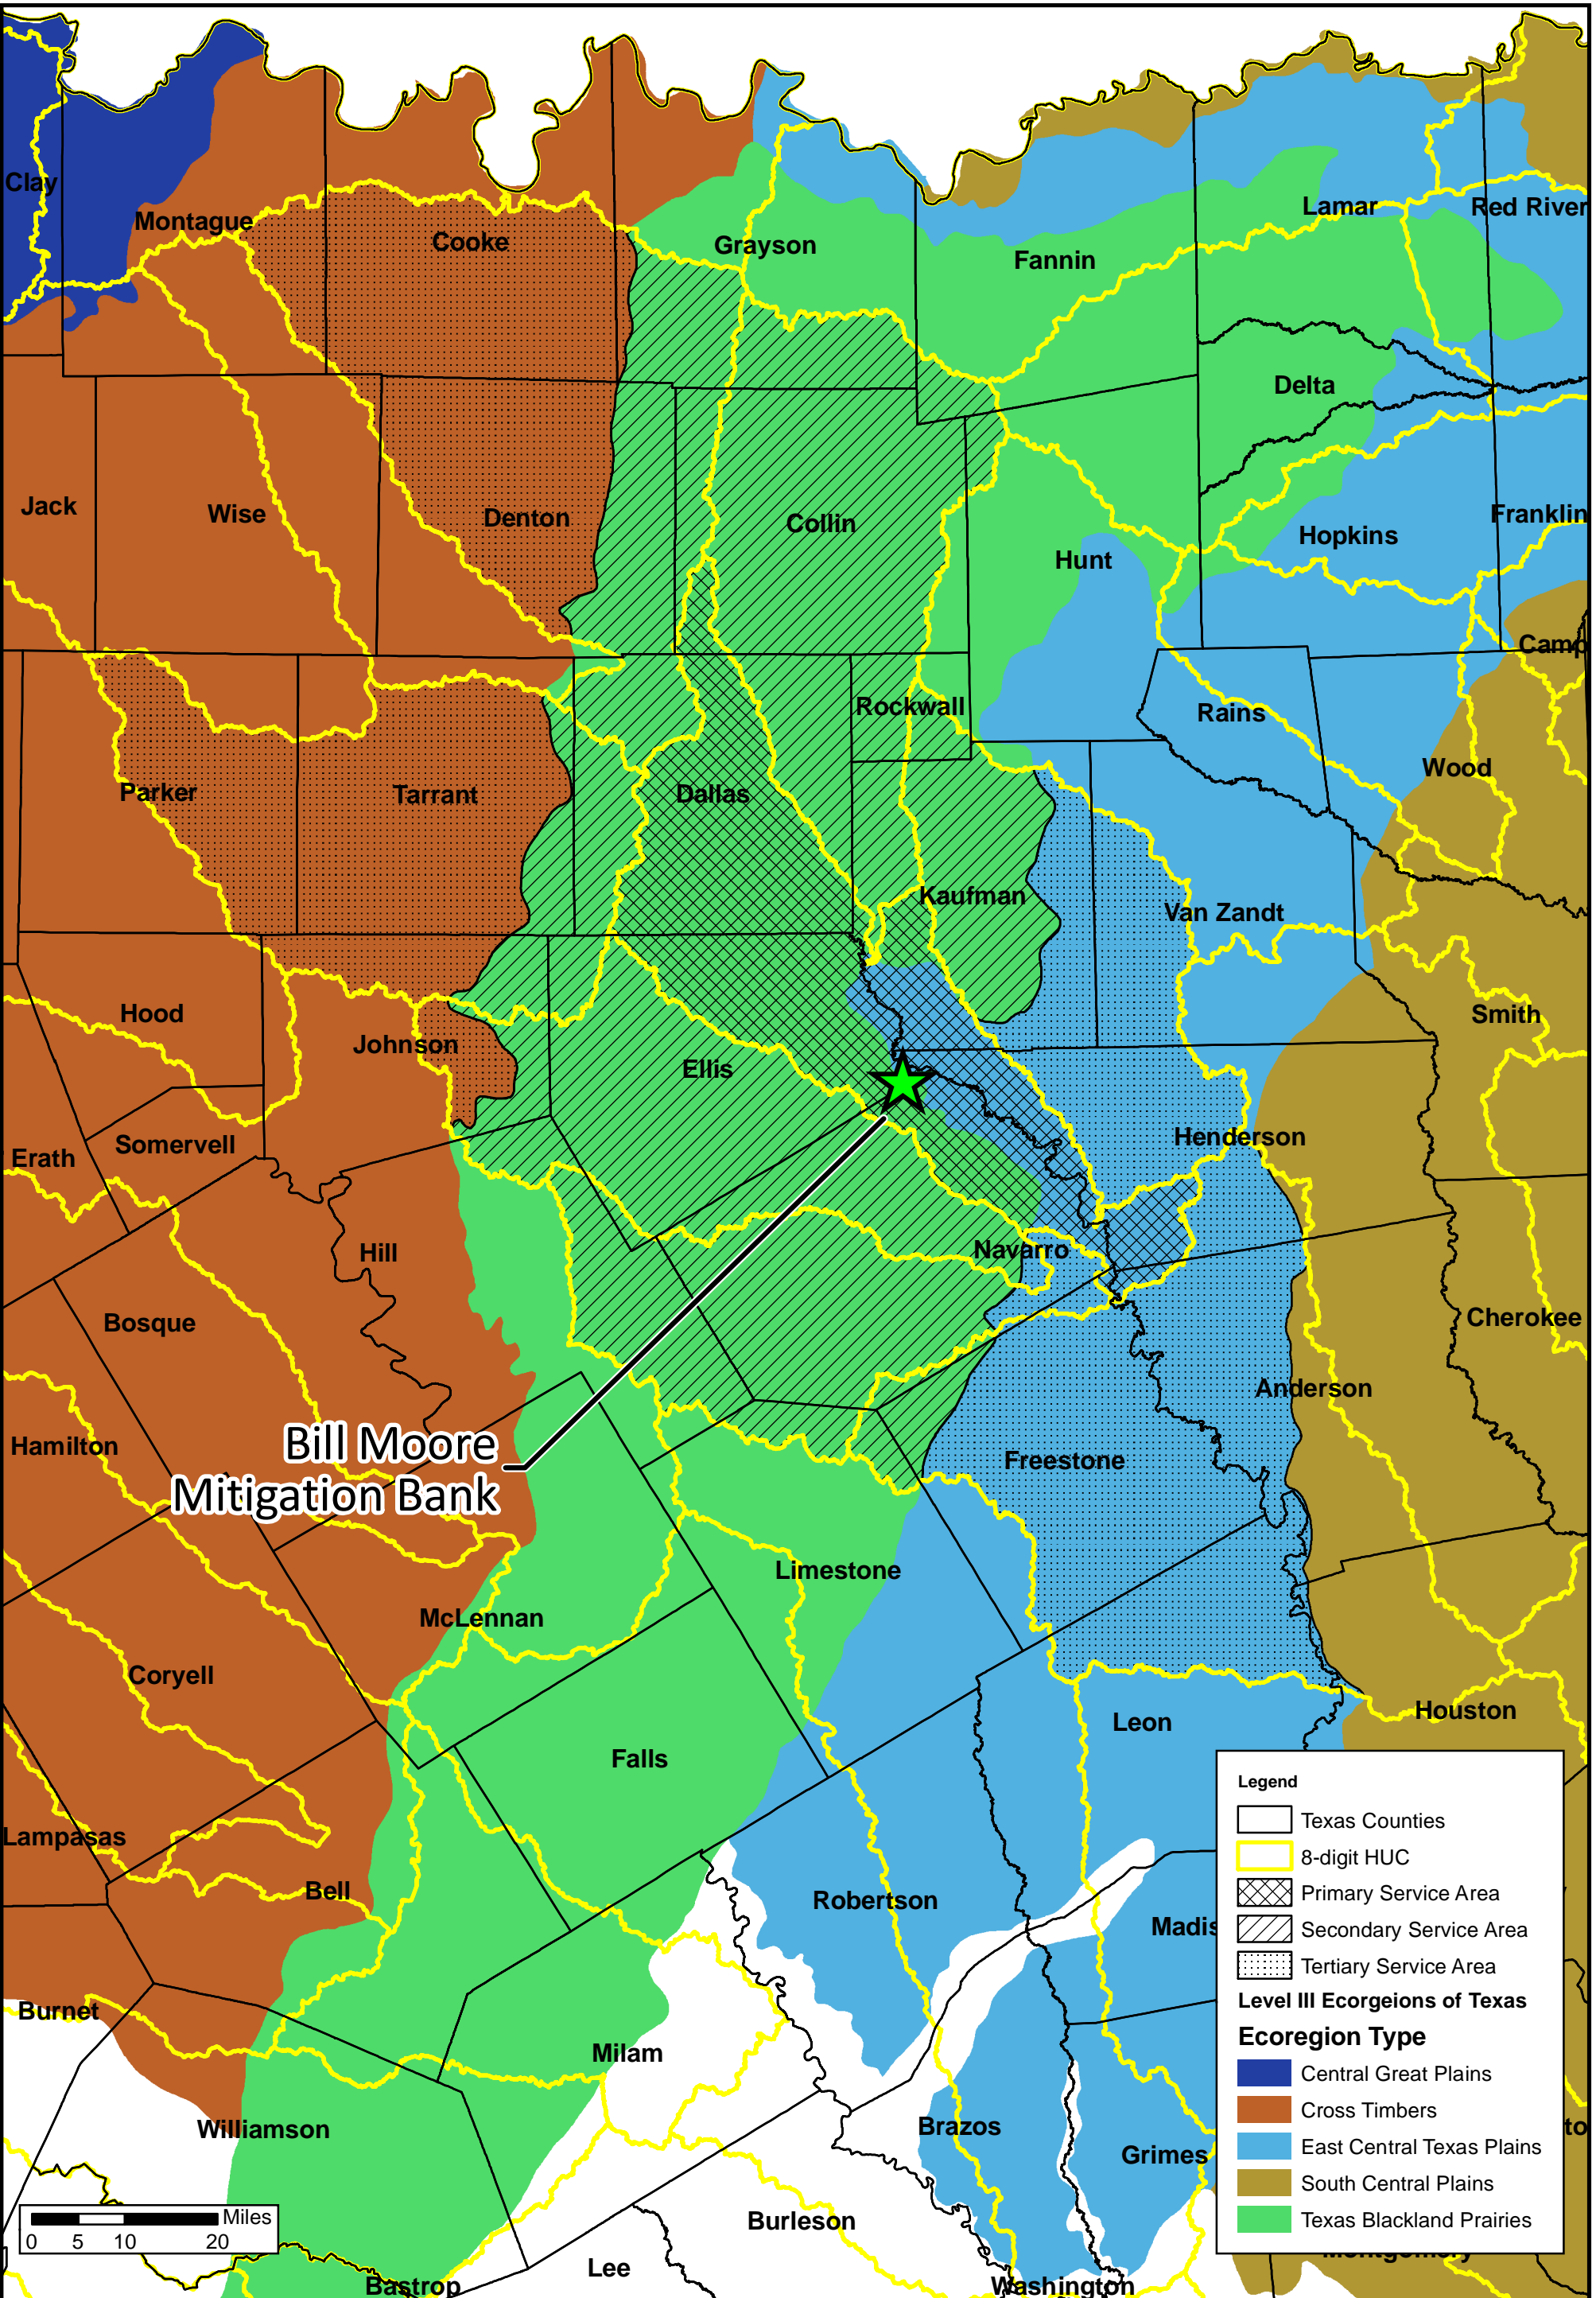 Clay
Montague
Cooke
Grayson
Fannin
Lamar
Red River
Delta
Jack
Wise
Denton
Collin
Hunt
Hopkins
Franklin
Camp
Rockwall
Rains
Wood
Parker
Tarrant
Dallas
Kaufman
Van Zandt
Hood
Johnson
Ellis
Smith
Erath
Somervell
Henderson
Hill
Navarro
Bosque
Cherokee
Anderson
Hamilton
Bill Moore
Mitigation Bank
Freestone
Limestone
McLennan
Coryell
Leon
Houston
Falls
Lampasas
Bell
Robertson
Madis
Burnet
Milam
Williamson
Brazos
Grimes
to
Burleson
Lee
Bastrop
Washington
Montgomery
Legend
Texas Counties
8-digit HUC
Primary Service Area
Secondary Service Area
Tertiary Service Area
Level III Ecorgeions of Texas
Ecoregion Type
Central Great Plains
Cross Timbers
East Central Texas Plains
South Central Plains
Texas Blackland Prairies
Miles
0 5 10 20